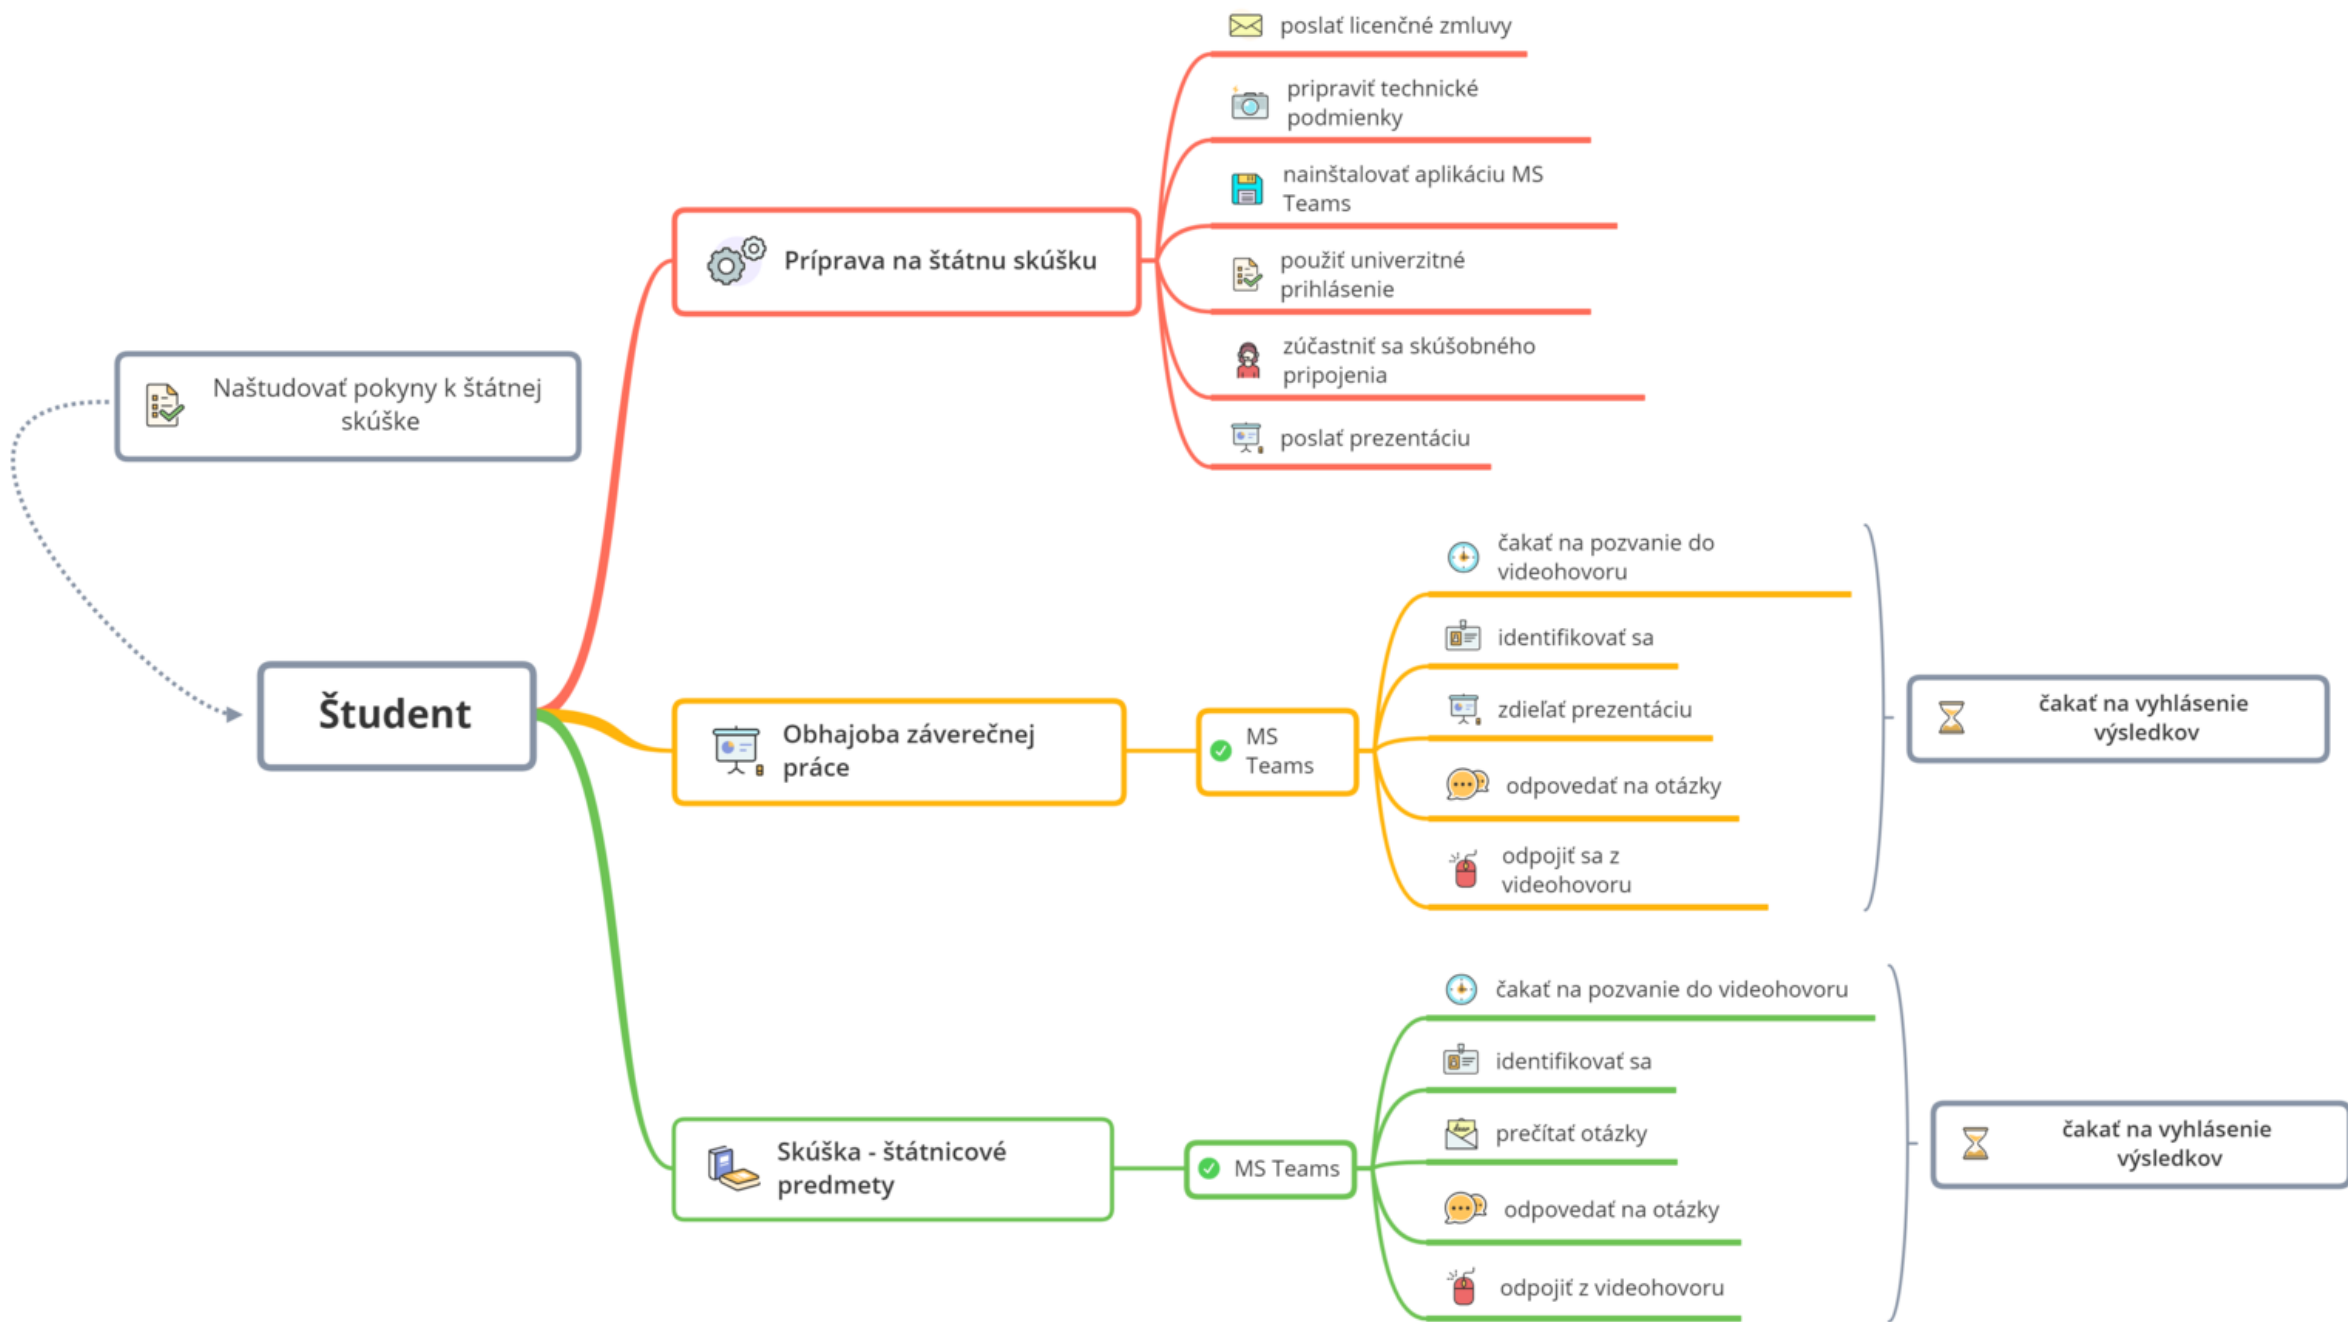 poslať licenčné zmluvy
pripraviť technické
podmienky
nainštalovať aplikáciu MS
Teams
použiť univerzitné
prihlásenie
zúčastniť sa skúšobného
pripojenia
poslať prezentáciu
Príprava na štátnu skúšku
Naštudovať pokyny k štátnej
skúške
Študent
Obhajoba záverečnej
práce
MS
Teams
čakať na pozvanie do
videohovoru
identifikovať sa
zdieľať prezentáciu
odpovedať na otázky
odpojiť sa z
videohovoru
čakať na vyhlásenie
výsledkov
Skúška - štátnicové
predmety
MS Teams
čakať na pozvanie do videohovoru
identifikovať sa
prečítať otázky
odpovedať na otázky
odpojiť z videohovoru
čakať na vyhlásenie
výsledkov